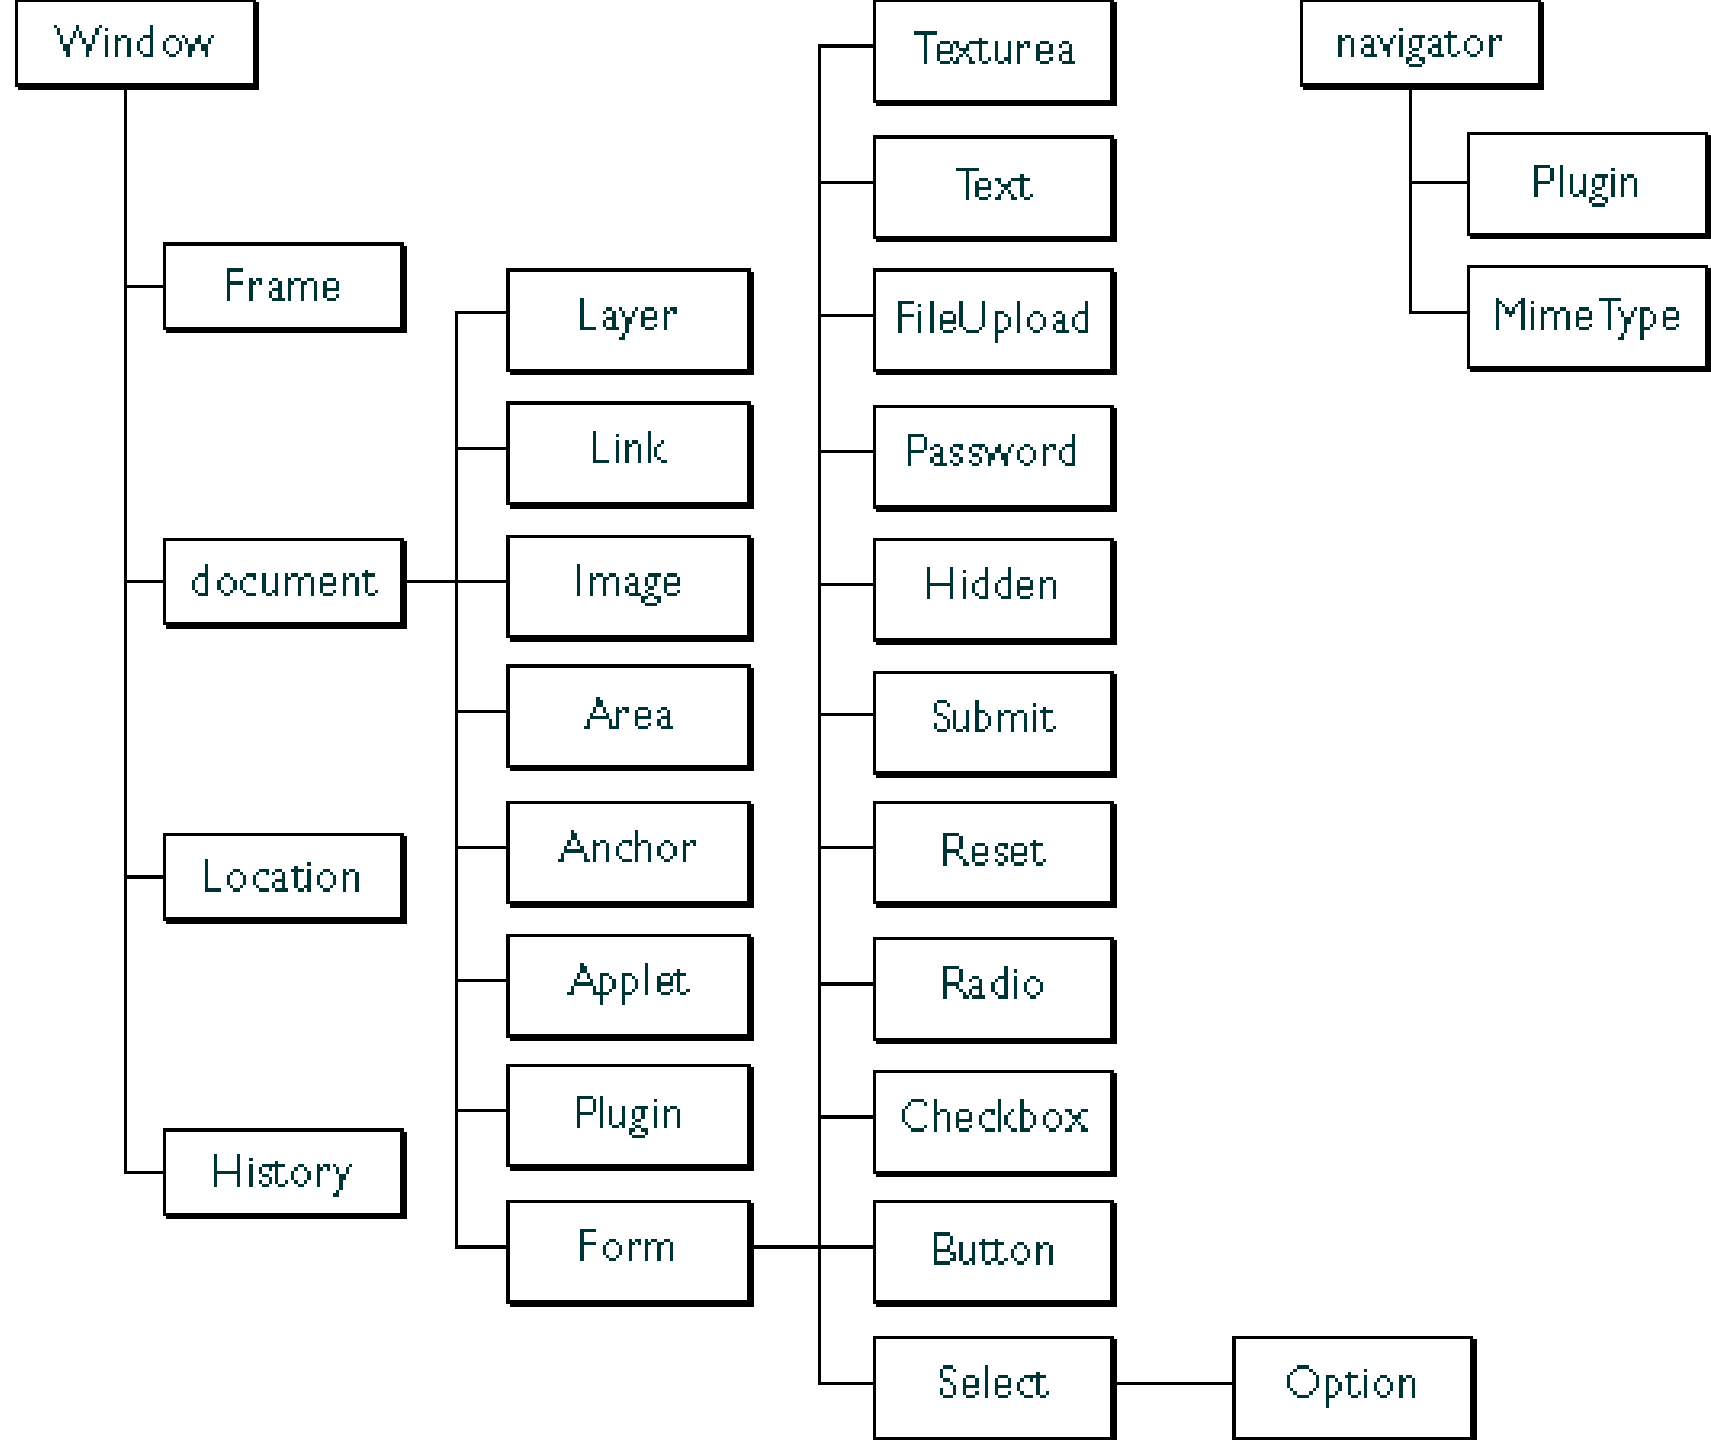 Window
Frame
document
Location
History
Layer
Link
Image
Area
Anchor
Applet
Plugin
Form
Texturea
Text
FileUpload
Password
Hidden
Submit
Reset
Radio
Checkbox
Button
Select
Option
navigator
Plugin
MimeType